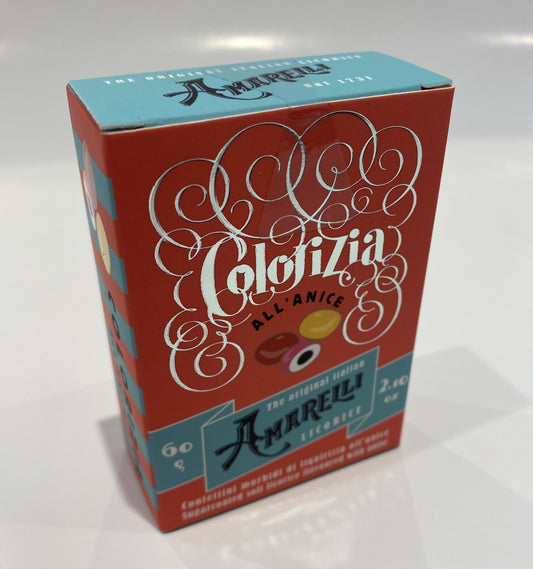 THE ORIGINAL ITALIAN LICORICE
AMARELLI
dal 1731
Colorizia
ALL'ANICE
The original Italian
AMARELLI
LICORICE
60
g
2.10
oz
Confettini morbidi di liquirizia all'anice
Sugarcoated soft licorice flavoured with anise